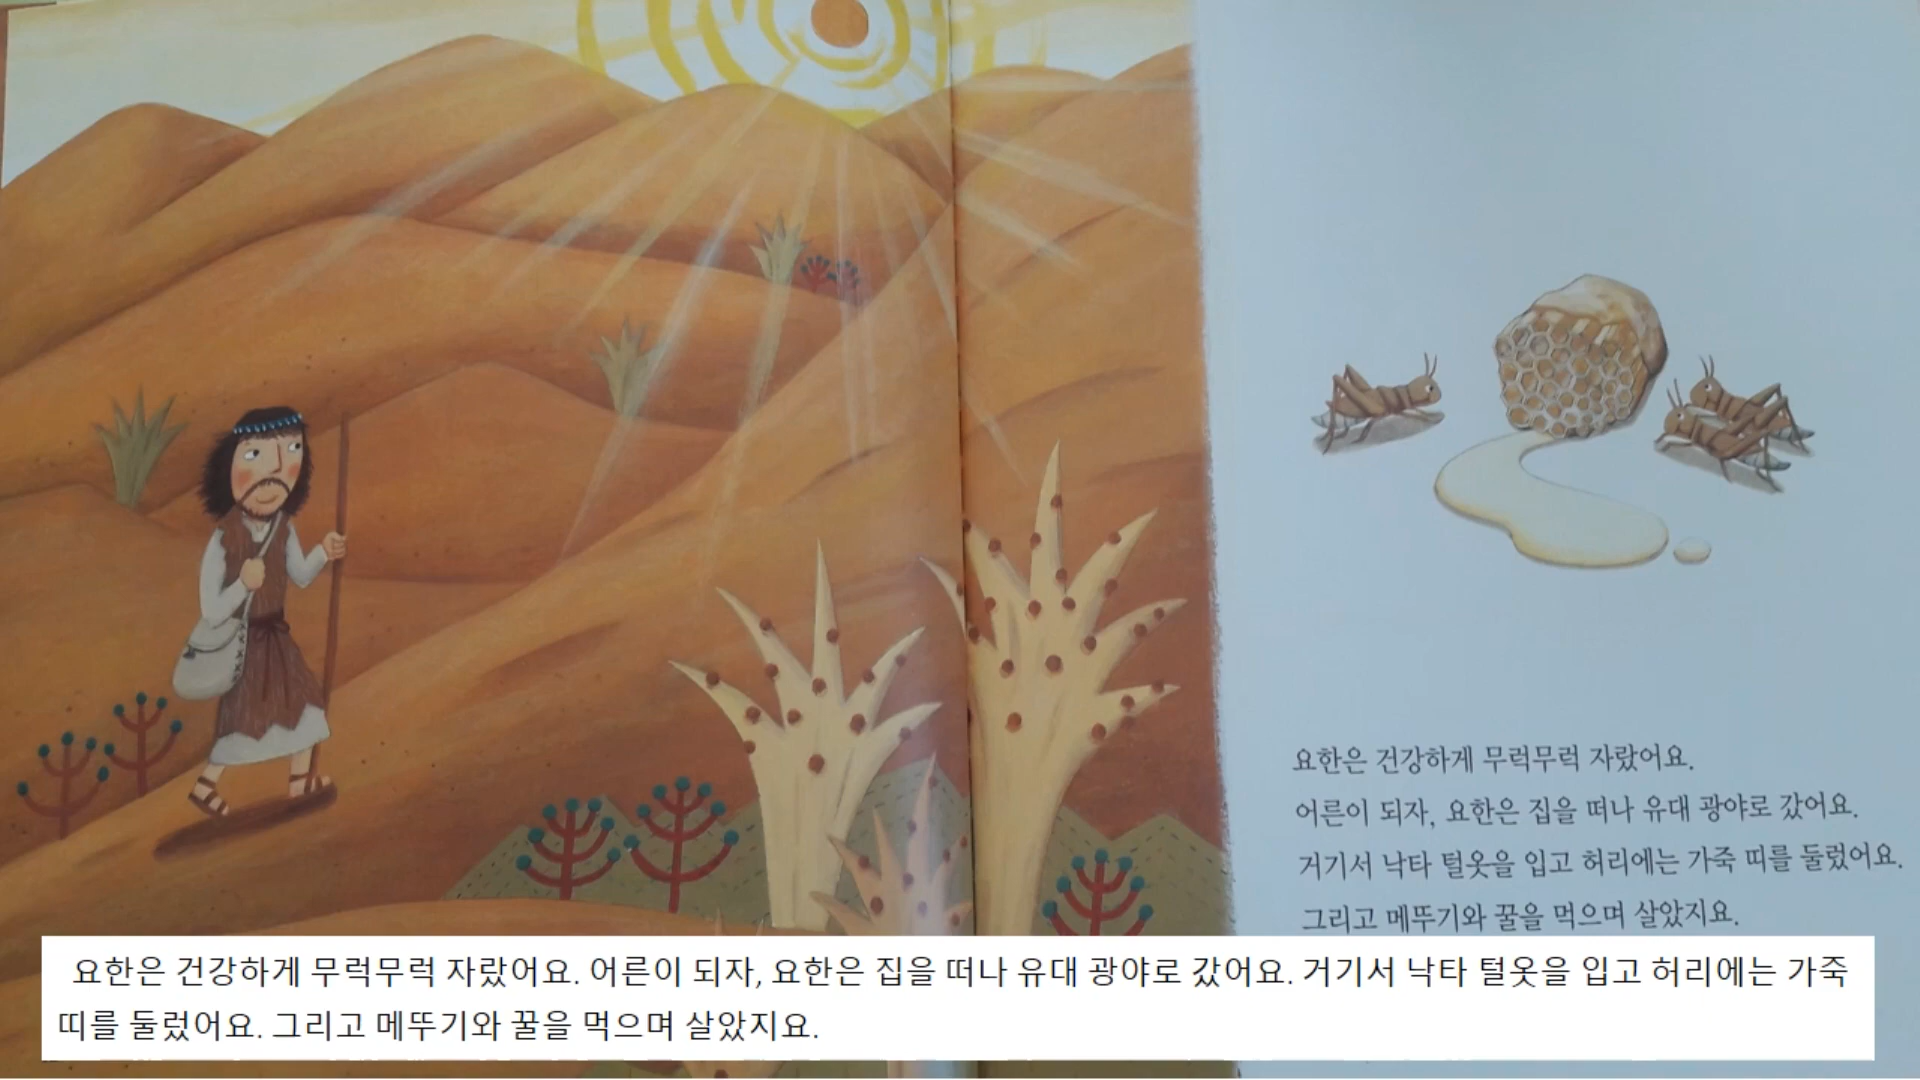 요한은 건강하게 무럭무럭 자랐어요.
어른이 되자, 요한은 집을 떠나 유대 광야로 갔어요.
거기서 낙타 털옷을 입고 허리에는 가죽 띠를 둘렀어요.
그리고 메뚜기와 꿀을 먹으며 살았지요.
요한은 건강하게 무럭무럭 자랐어요. 어른이 되자, 요한은 집을 떠나 유대 광야로 갔어요. 거기서 낙타 털옷을 입고 허리에는 가죽
띠를 둘렀어요. 그리고 메뚜기와 꿀을 먹으며 살았지요.